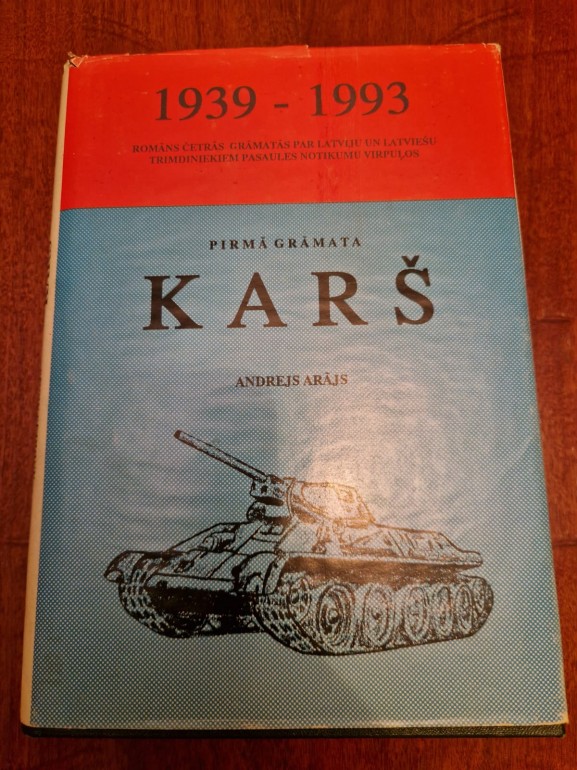 1939 - 1993
ROMĀNS ČETRĀS GRĀMATĀS PAR LATVIJU UN LATVIEŠU
TRIMDINIEKIEM PASAULES NOTIKUMU VIRPUĻOS
PIRMĀ GRĀMATA
KARŠ
ANDREJS ARĀJS